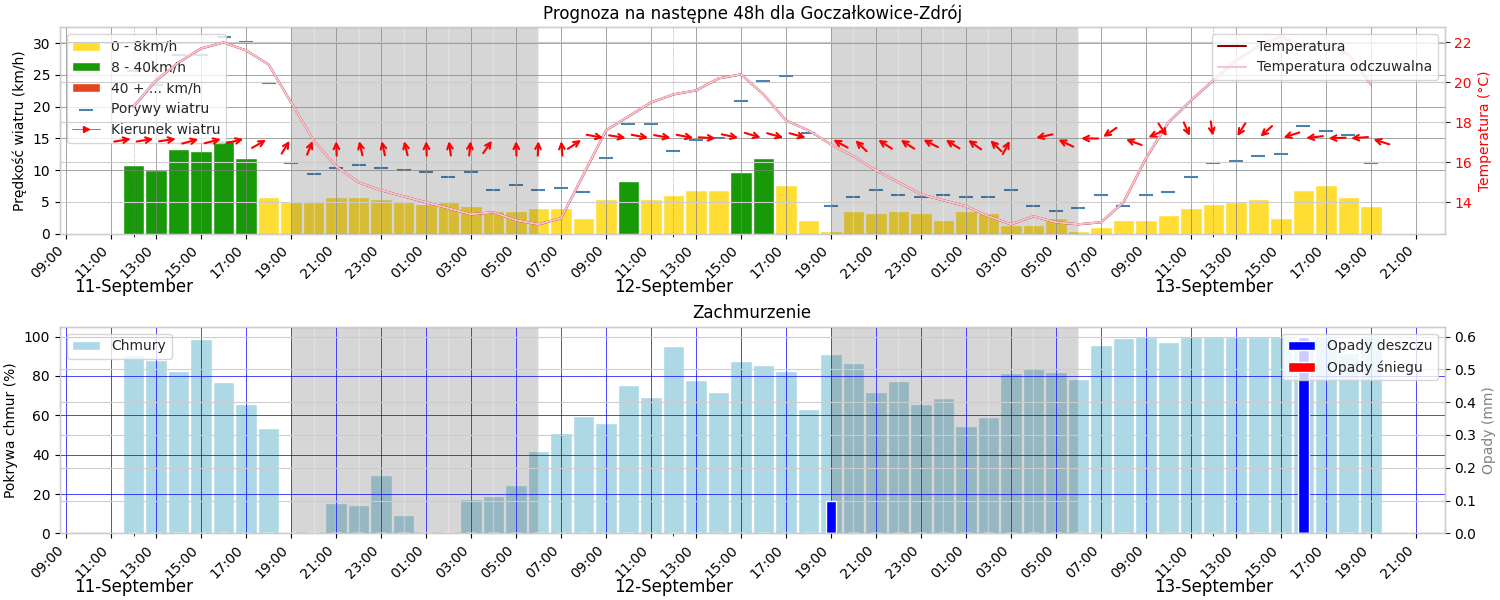 Prognoza na następne 48h dla Goczałkowice-Zdrój
Prędkość wiatru (km/h)
30
25
20
15
10
5
0
0 - 8km/h
8 - 40km/h
40 + ... km/h
Porywy wiatru
Kierunek wiatru
Temperatura
Temperatura odczuwalna
22
20
18
16
14
Temperatura (°C)
09:00 11:00 13:00 15:00 17:00 19:00 21:00 23:00 01:00 03:00 05:00 07:00 09:00 11:00 13:00 15:00 17:00 19:00 21:00 23:00 01:00 03:00 05:00 07:00 09:00 11:00 13:00 15:00 17:00 19:00 21:00
11-September 12-September 13-September
Zachmurzenie
Pokrywa chmur (%)
100
80
60
40
20
0
Chmury
Opady deszczu
Opady śniegu
0.6
0.5
0.4
0.3
0.2
0.1
0.0
Opady (mm)
09:00 11:00 13:00 15:00 17:00 19:00 21:00 23:00 01:00 03:00 05:00 07:00 09:00 11:00 13:00 15:00 17:00 19:00 21:00 23:00 01:00 03:00 05:00 07:00 09:00 11:00 13:00 15:00 17:00 19:00 21:00
11-September 12-September 13-September